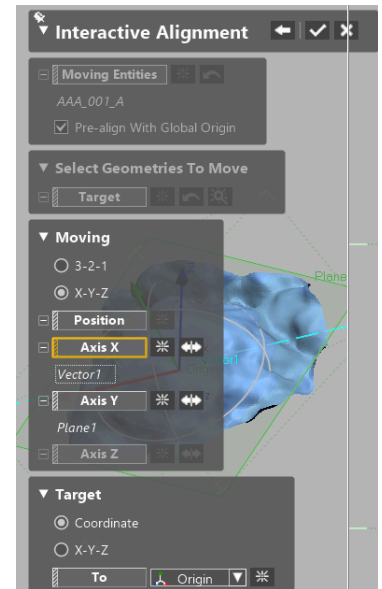 Interactive Alignment
Moving Entities
AAA_001_A
Pre-align With Global Origin
Select Geometries To Move
Target
Moving
3-2-1
X-Y-Z
Position
Axis X
Vector1
Axis Y
Plane1
Axis Z
Plane
Target
Coordinate
X-Y-Z
To
Origin